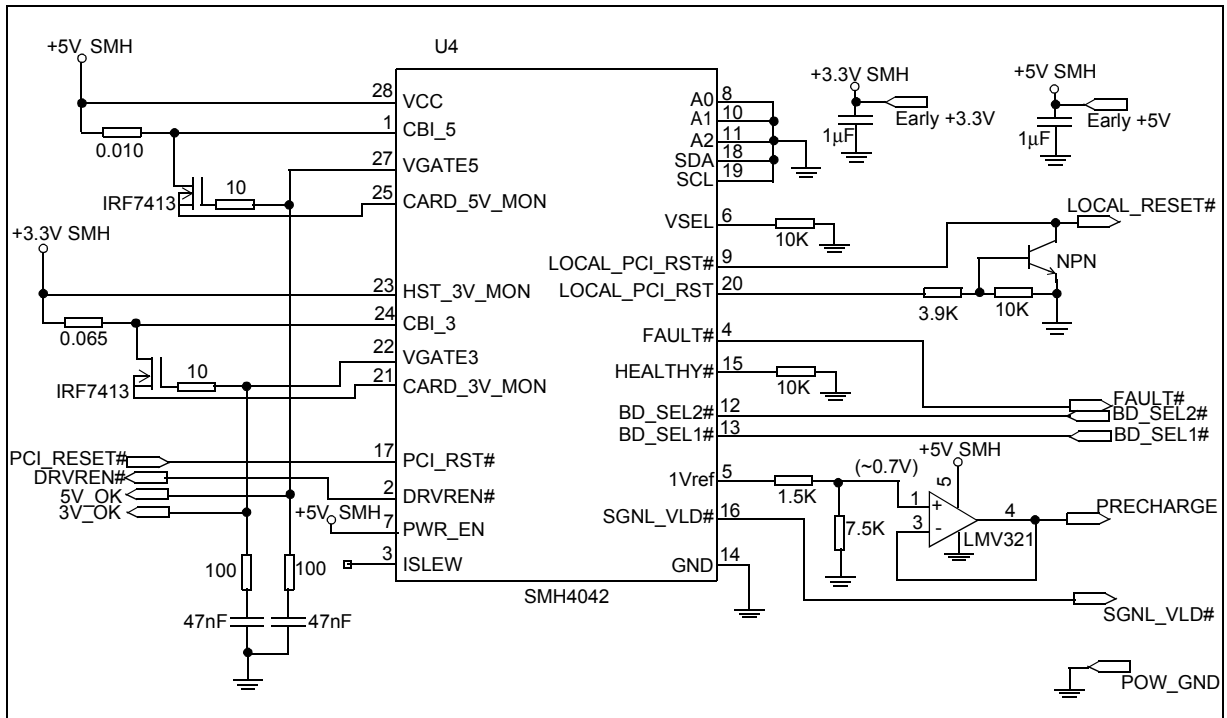 +5V SMH
U4
28 VCC
1 CBI_5
0.010
27 VGATE5
IRF7413
10
25 CARD_5V_MON
+3.3V SMH
23 HST_3V_MON
24 CBI_3
0.065
22 VGATE3
IRF7413
10
21 CARD_3V_MON
PCI_RESET#
17 PCI_RST#
DRVREN#
5V_OK
3V_OK
2 DRVREN#
+5V SMH
7 PWR_EN
3 ISLEW
100
100
47nF
47nF
SMH4042
A0 8
A1 10
A2 11
SDA 18
SCL 19
VSEL 6
10K
LOCAL_PCI_RST# 9
LOCAL_PCI_RST 20
FAULT# 4
HEALTHY# 15
10K
BD_SEL2# 12
BD_SEL1# 13
1Vref 5
1.5K
(~0.7V)
7.5K
SGNL_VLD# 16
GND 14
+3.3V SMH
Early +3.3V
1µF
+5V SMH
Early +5V
1µF
LOCAL_RESET#
NPN
3.9K
10K
FAULT#
BD_SEL2#
BD_SEL1#
+5V SMH
5
1 +
3 -
4
LMV321
PRECHARGE
SGNL_VLD#
POW_GND